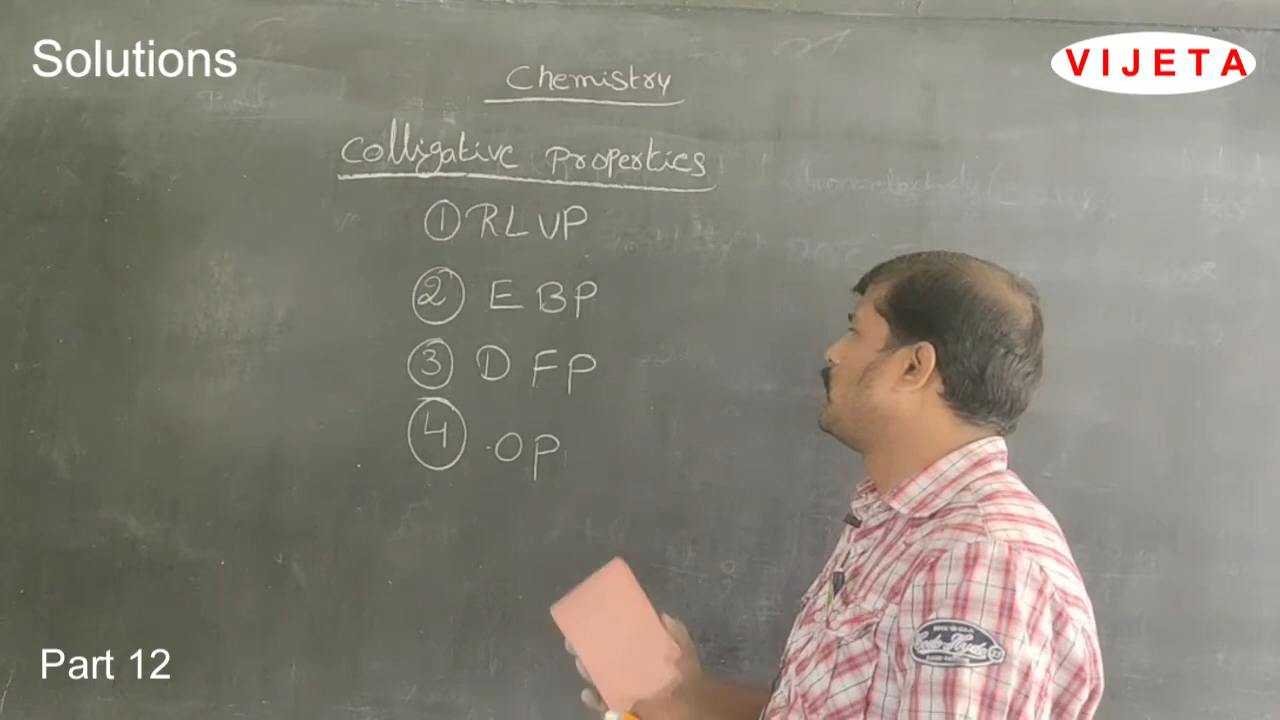 Solutions
VIJETA
Chemistry
Colligative Properties
① RLVP
② EBP
③ DFP
④ OP
Part 12